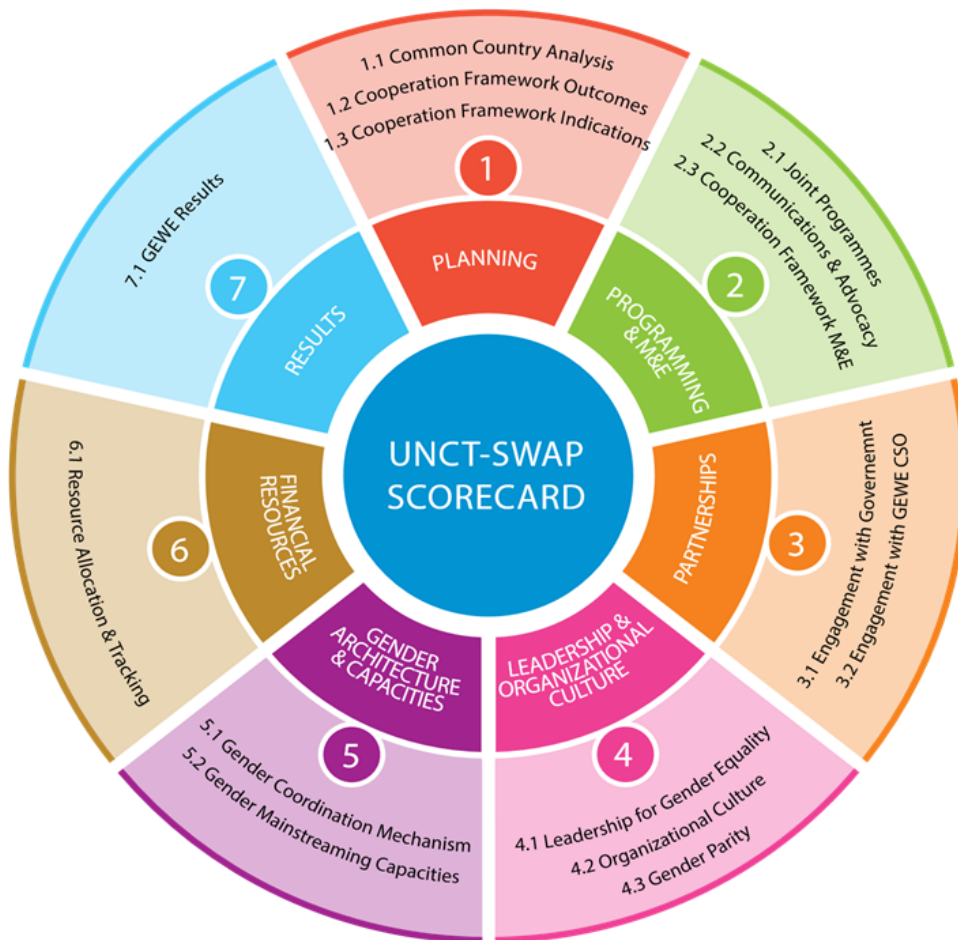 UNCT-SWAP
SCORECARD
1
PLANNING
1.1 Common Country Analysis
1.2 Cooperation Framework Outcomes
1.3 Cooperation Framework Indications
2
PROGRAMMING
& M&E
2.1 Joint Programmes
2.2 Communications & Advocacy
2.3 Cooperation Framework M&E
3
PARTNERSHIPS
3.1 Engagement with Governemnt
3.2 Engagement with GEWE CSO
4
LEADERSHIP &
ORGANIZATIONAL
CULTURE
4.1 Leadership for Gender Equality
4.2 Organizational Culture
4.3 Gender Parity
5
GENDER
ARCHITECTURE
& CAPACITIES
5.1 Gender Coordination Mechanism
5.2 Gender Mainstreaming Capacities
6
FINANCIAL
RESOURCES
6.1 Resource Allocation & Tracking
7
RESULTS
7.1 GEWE Results